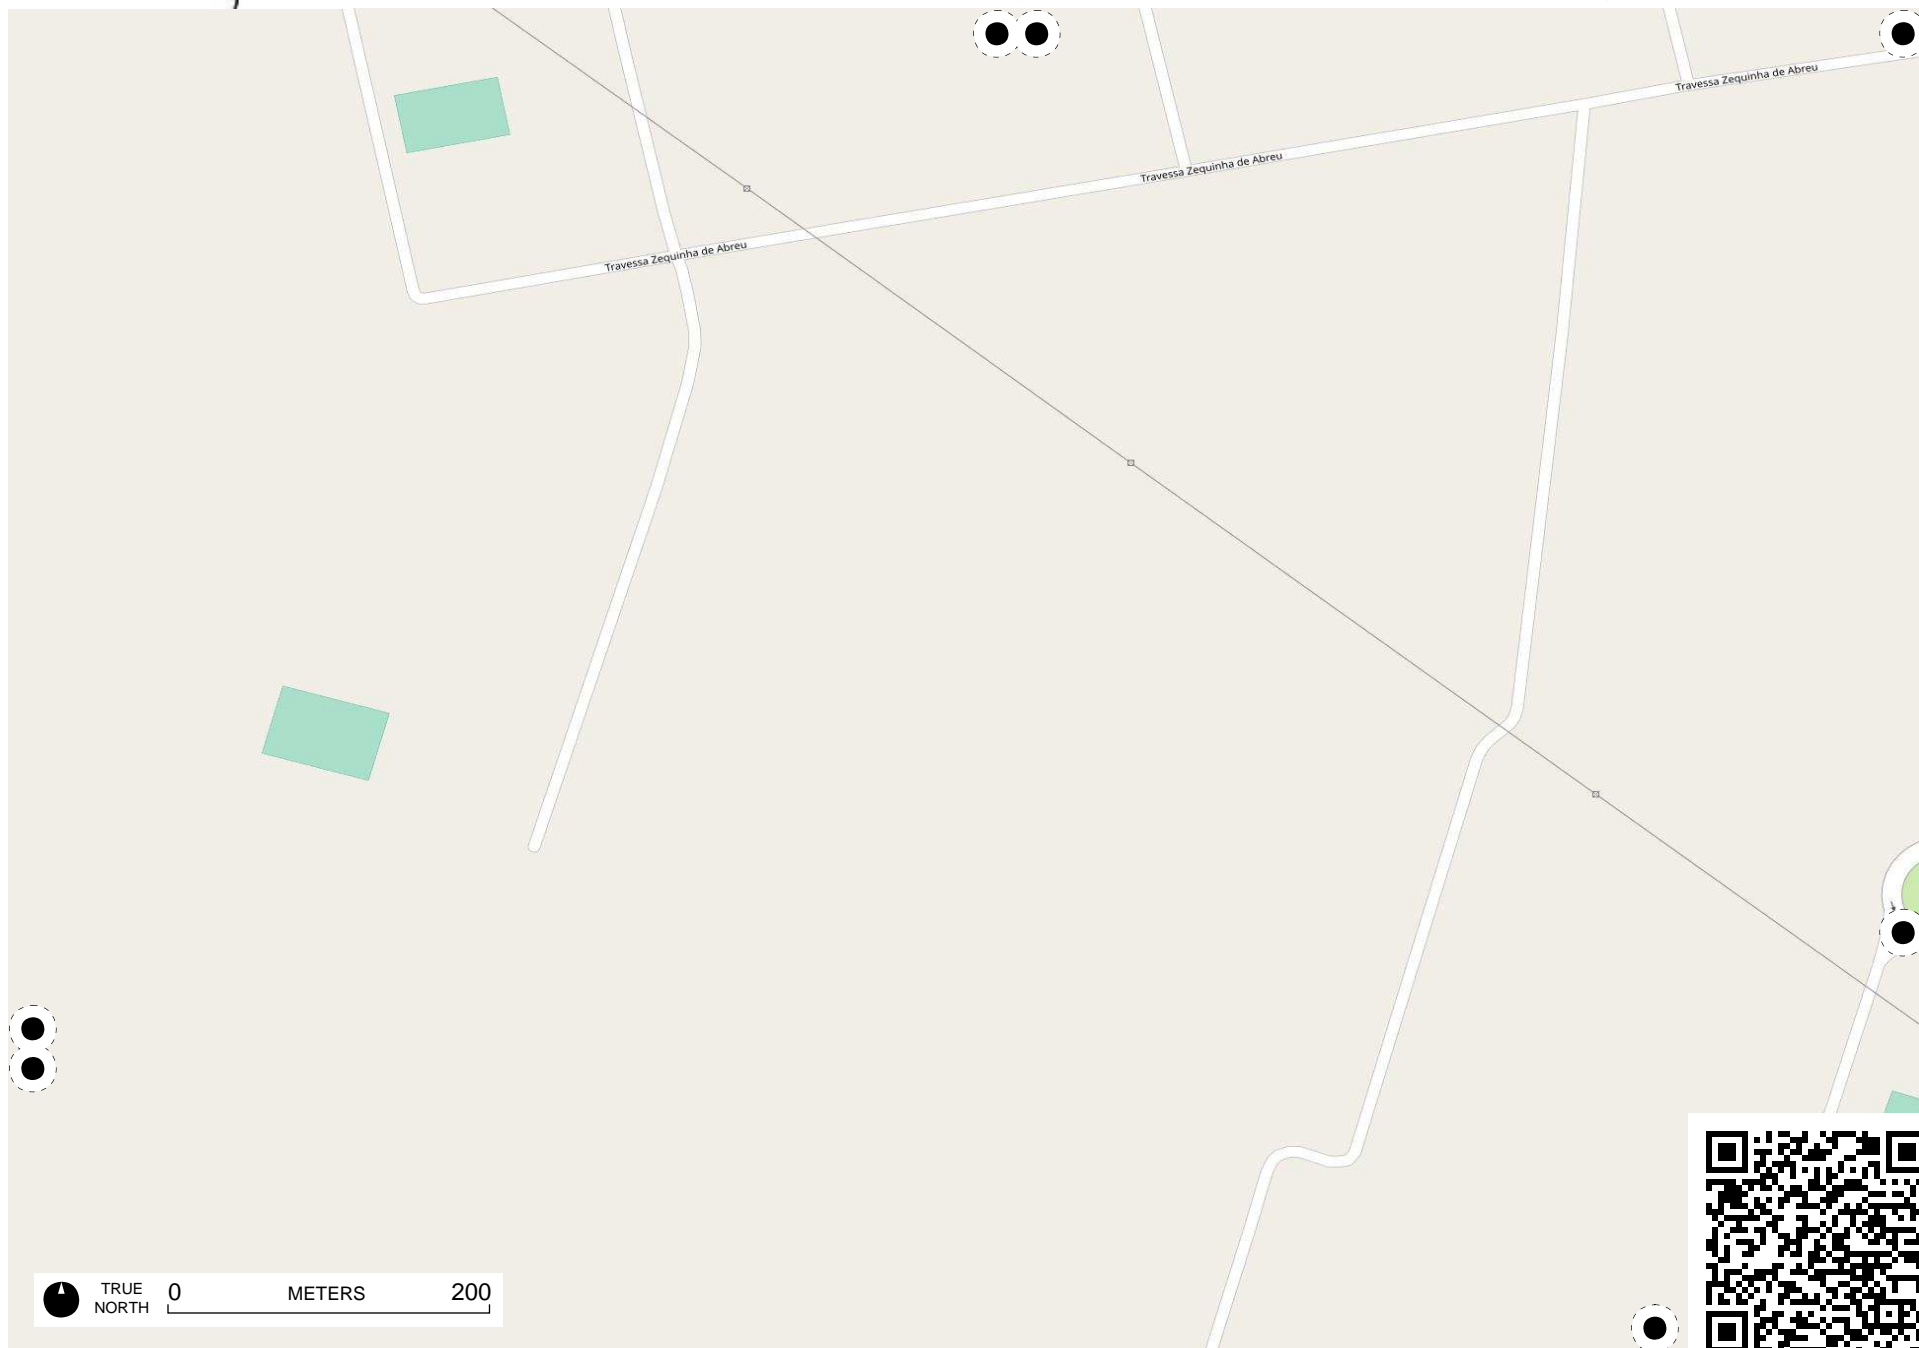 Travessa Zequinha de Abreu
Travessa Zequinha de Abreu
Travessa Zequinha de Abreu
TRUE
NORTH
0 METERS 200